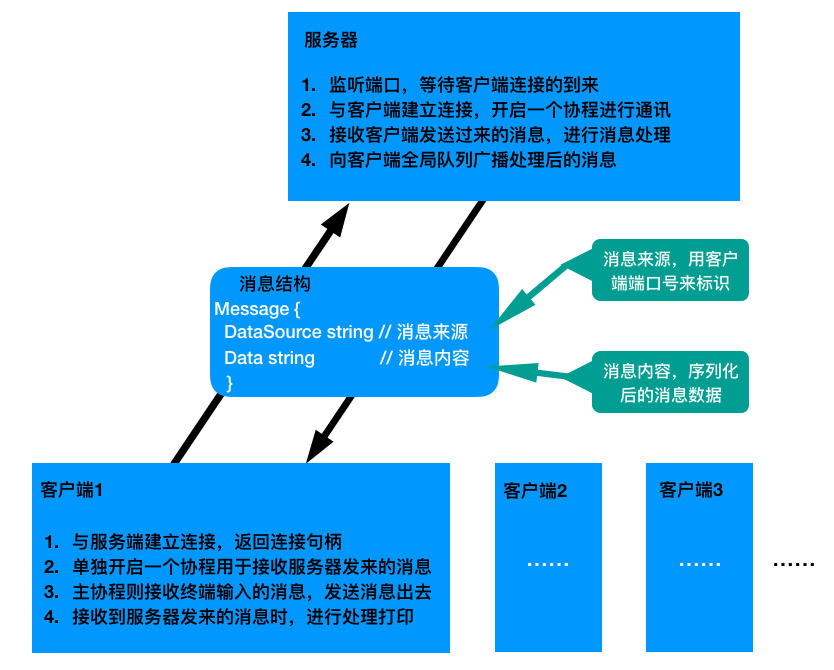 服务器
1. 监听端口，等待客户端连接的到来
2. 与客户端建立连接，开启一个协程进行通讯
3. 接收客户端发送过来的消息，进行消息处理
4. 向客户端全局队列广播处理后的消息
消息来源，用客户
端端口号来标识
消息结构
Message {
DataSource string // 消息来源
Data string // 消息内容
}
消息内容，序列化
后的消息数据
客户端1
1. 与服务端建立连接，返回连接句柄
2. 单独开启一个协程用于接收服务器发来的消息
3. 主协程则接收终端输入的消息，发送消息出去
4. 接收到服务器发来的消息时，进行处理打印
客户端2
......
客户端3
......
......